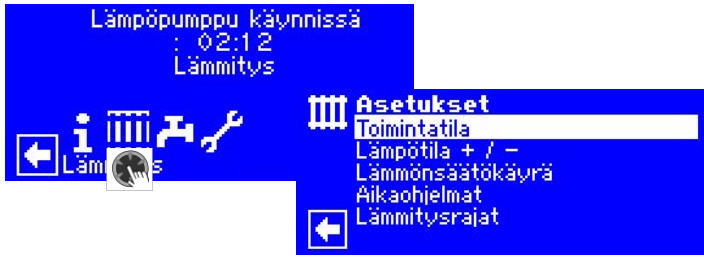 Lämpöpumppu käynnissä
: 02:12
Lämmitys
Asetukset
Toimintatila
Lämpötila + / -
Lämmönsäätökäyrä
Aikaohjelmat
Lämmitysrajat